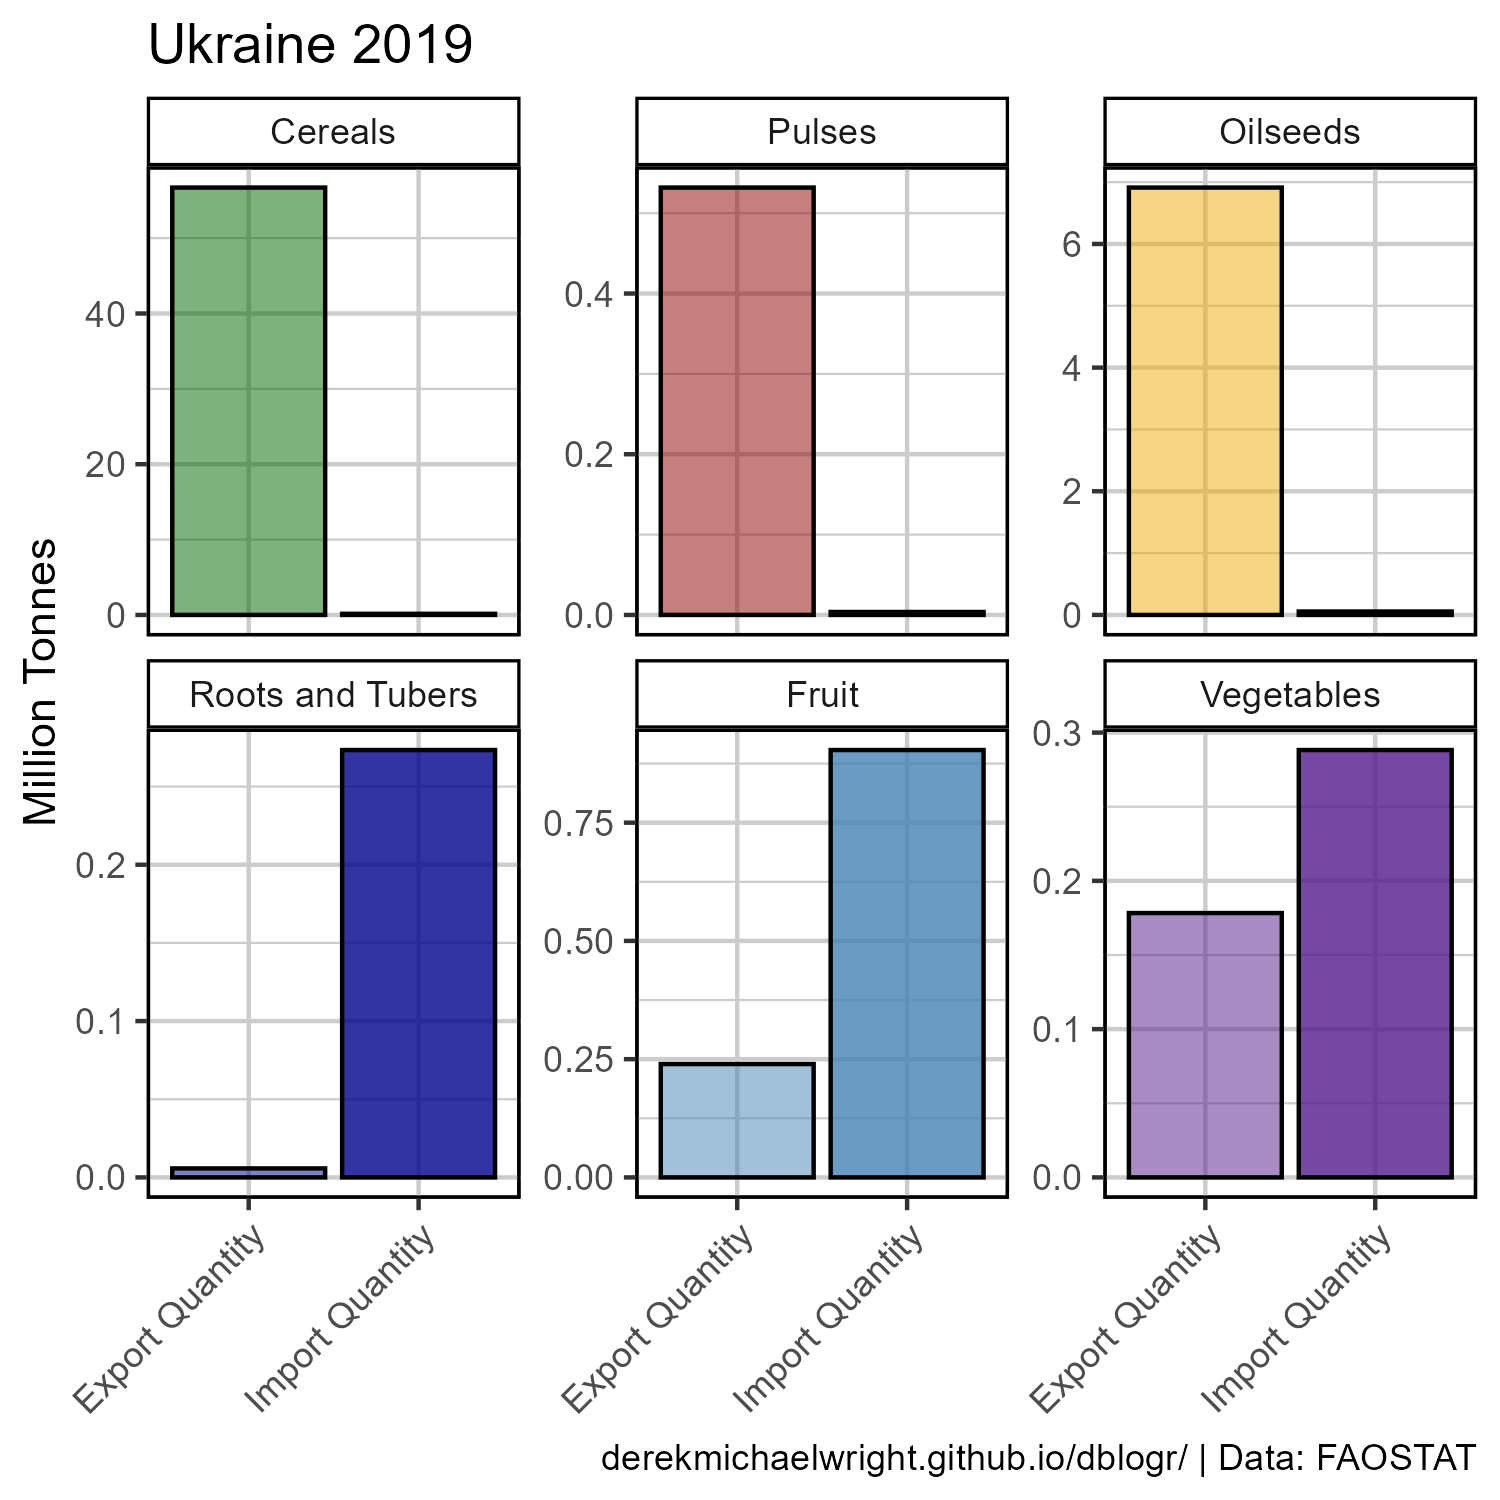 Ukraine 2019
Cereals
Pulses
Oilseeds
40
20
0
0.4
0.2
0.0
6
4
2
0
Million Tonnes
Roots and Tubers
Fruit
Vegetables
0.2
0.1
0.0
0.75
0.50
0.25
0.00
0.3
0.2
0.1
0.0
Export Quantity
Import Quantity
Export Quantity
Import Quantity
Export Quantity
Import Quantity
derekmichaelwright.github.io/dblogr/ | Data: FAOSTAT